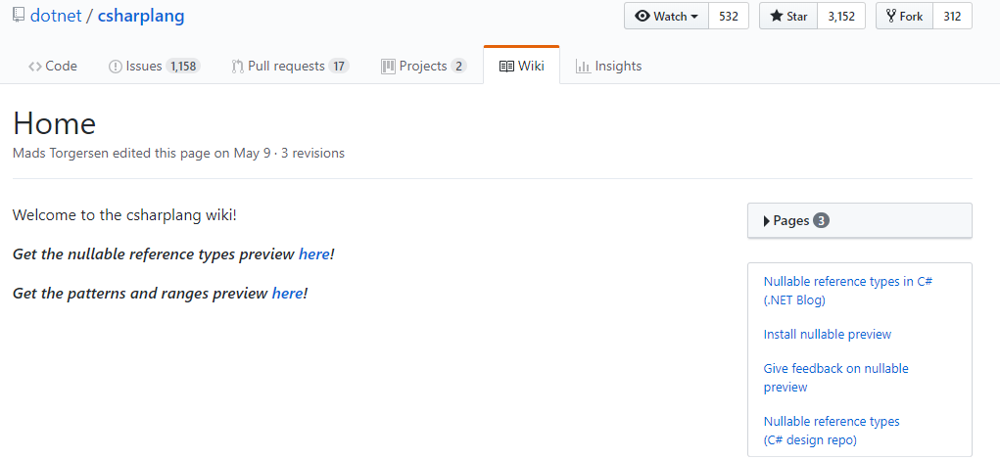 dotnet / csharplang
Watch 532 Star 3,152 Fork 312
Code Issues 1,158 Pull requests 17 Projects 2 Wiki Insights
Home
Mads Torgersen edited this page on May 9 · 3 revisions
Welcome to the csharplang wiki!
Get the nullable reference types preview here!
Get the patterns and ranges preview here!
Pages 3
Nullable reference types in C#
(.NET Blog)
Install nullable preview
Give feedback on nullable
preview
Nullable reference types
(C# design repo)